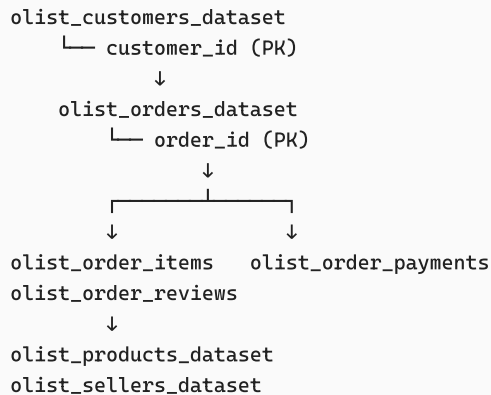 olist_customers_dataset
└── customer_id (PK)
↓
olist_orders_dataset
└── order_id (PK)
↓
┌───────┴──────┐
↓ ↓
olist_order_items olist_order_payments
olist_order_reviews
↓
olist_products_dataset
olist_sellers_dataset